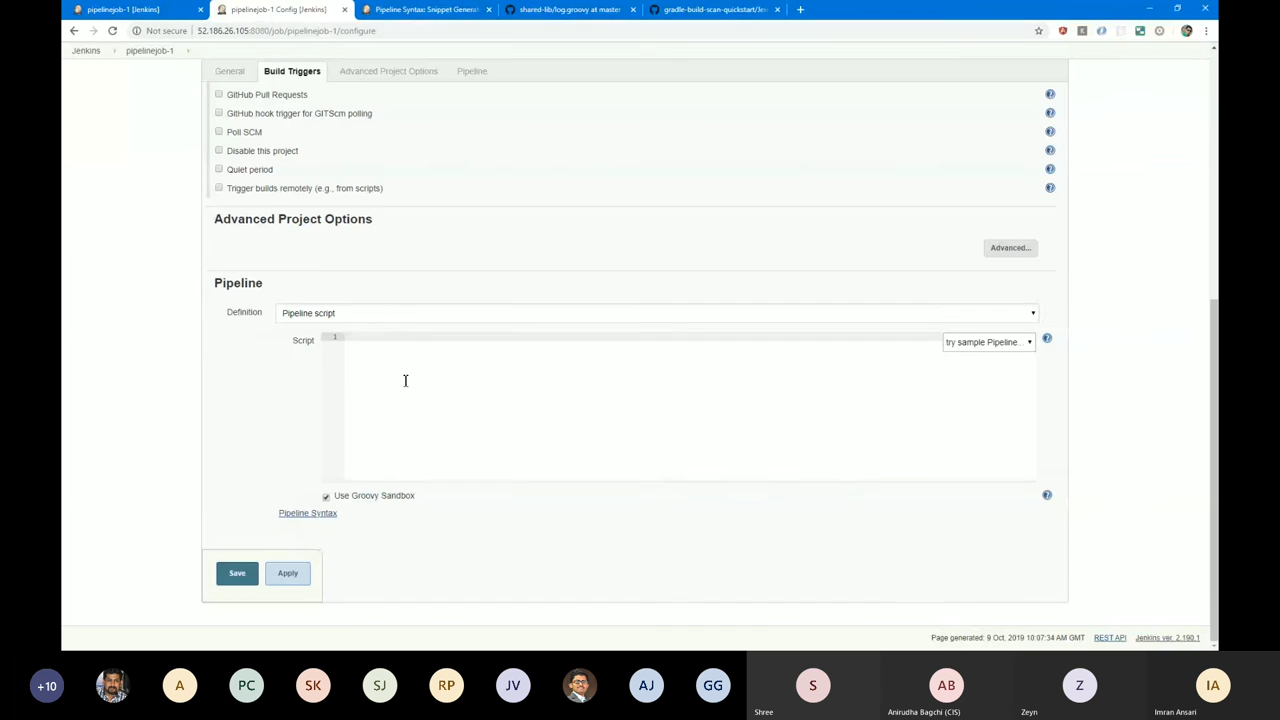 pipelinejob-1 [Jenkins]
pipelinejob-1 Config [Jenkins]
Pipeline Syntax: Snippet Generat
shared-lib/log.groovy at master
gradle-build-scan-quickstart/Jen
Not secure
52.186.26.105:8080/job/pipelinejob-1/configure
Jenkins
pipelinejob-1
General
Build Triggers
Advanced Project Options
Pipeline
GitHub Pull Requests
GitHub hook trigger for GITScm polling
Poll SCM
Disable this project
Quiet period
Trigger builds remotely (e.g., from scripts)
Advanced Project Options
Advanced...
Pipeline
Definition
Pipeline script
Script
1
try sample Pipeline...
Use Groovy Sandbox
Pipeline Syntax
Save
Apply
Page generated: 9 Oct, 2019 10:07:34 AM GMT
REST API
Jenkins ver. 2.190.1
+10
A
PC
SK
SJ
RP
JV
AJ
GG
S
Shree
AB
Anirudha Bagchi (CIS)
Z
Zeyn
IA
Imran Ansari